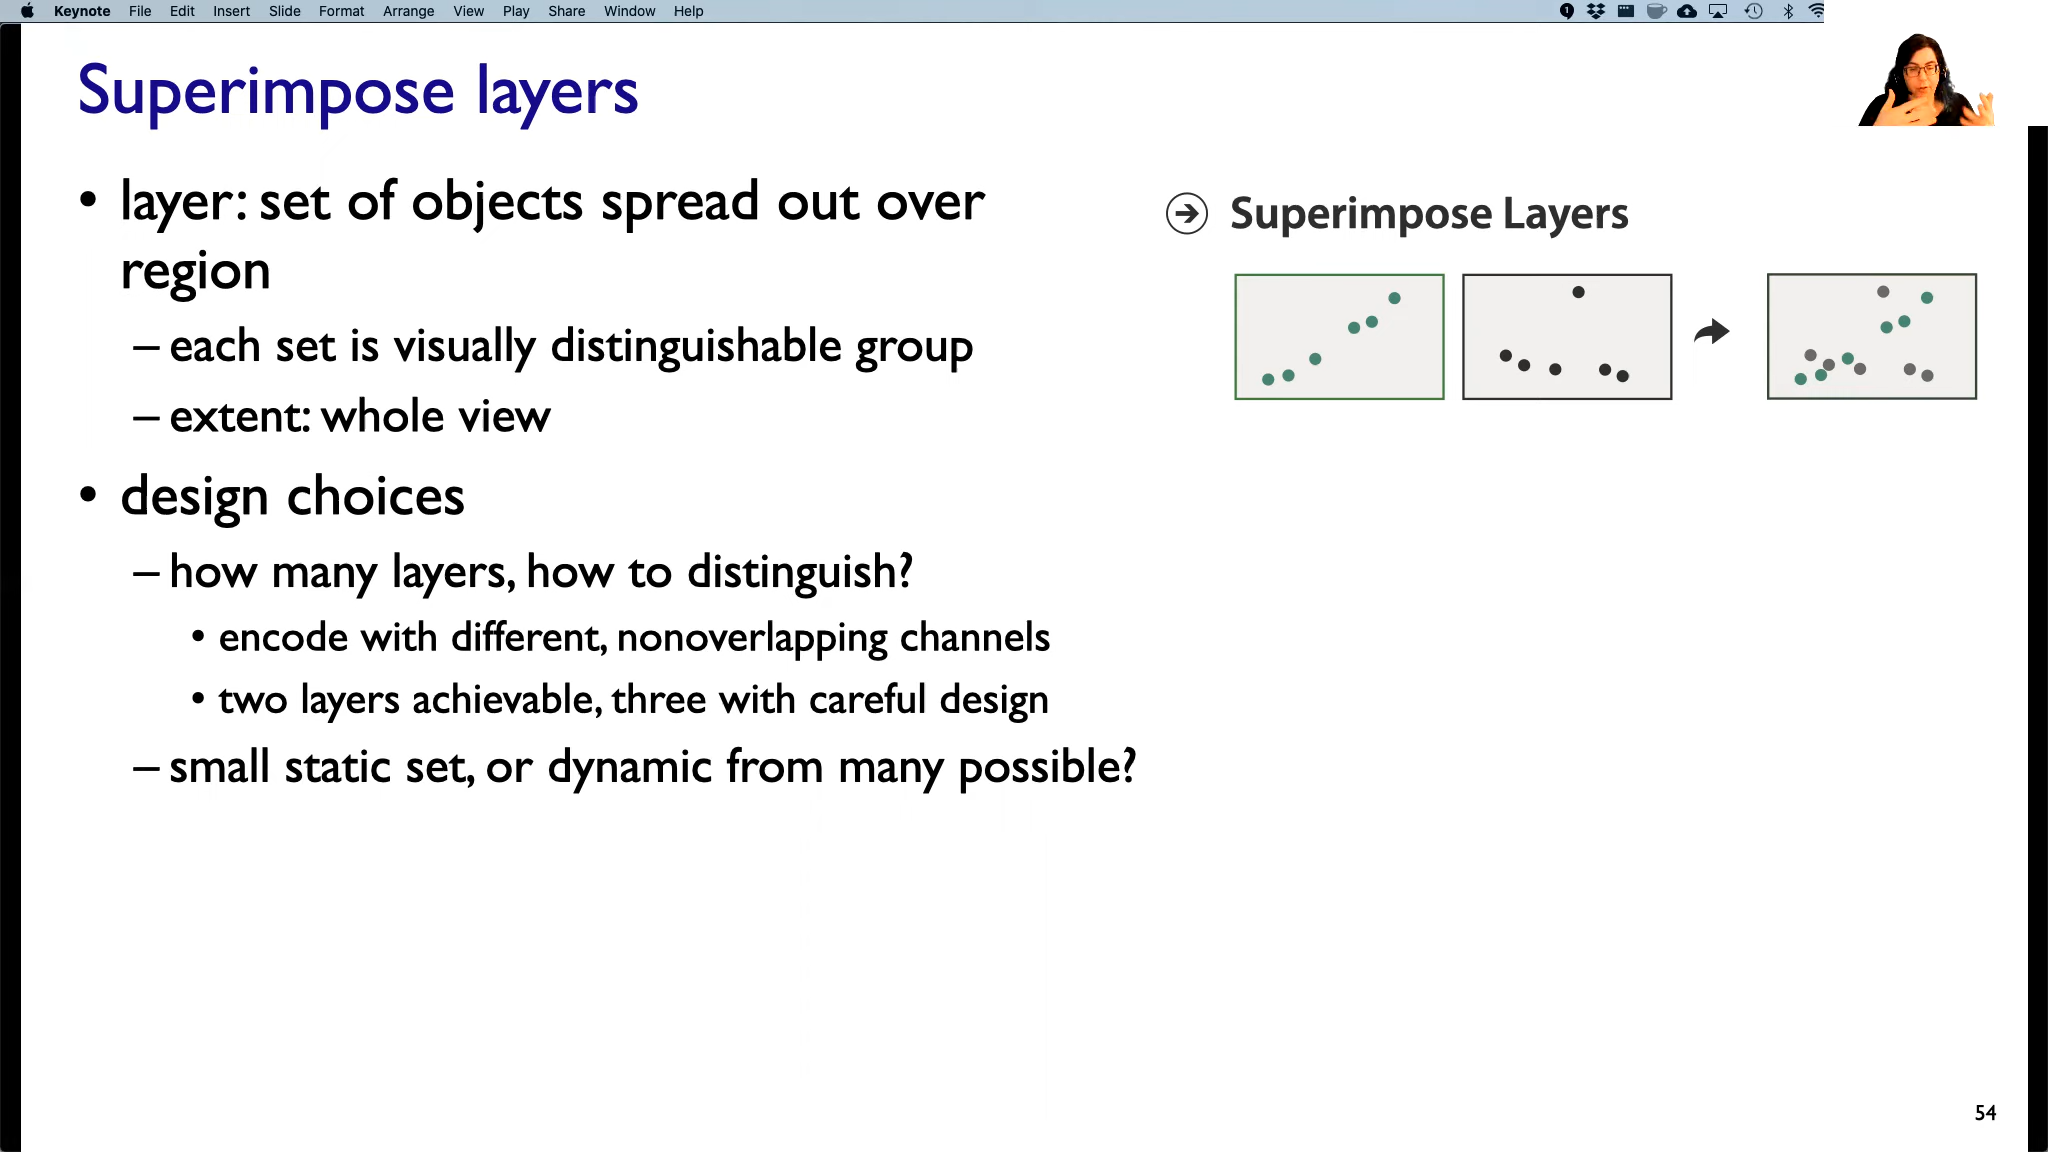 Keynote File Edit Insert Slide Format Arrange View Play Share Window Help
Superimpose layers
• layer: set of objects spread out over
region
– each set is visually distinguishable group
– extent: whole view
• design choices
– how many layers, how to distinguish?
• encode with different, nonoverlapping channels
• two layers achievable, three with careful design
– small static set, or dynamic from many possible?
Superimpose Layers
54